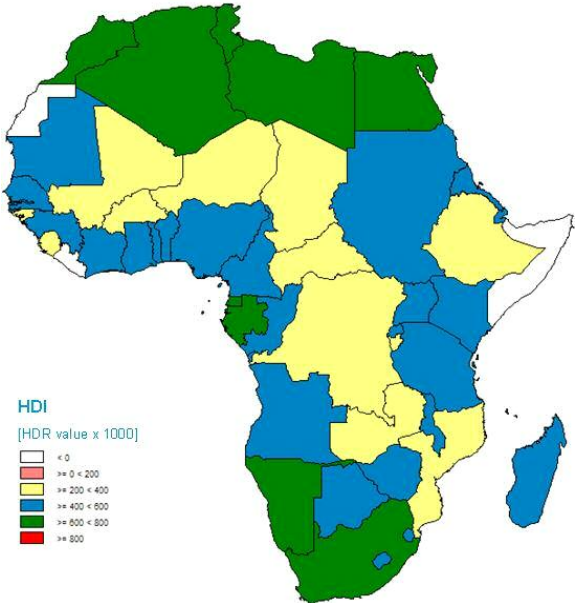 HDI
[HDR value x 1000]
< 0
>= 0 < 200
>= 200 < 400
>= 400 < 600
>= 600 < 800
>= 800